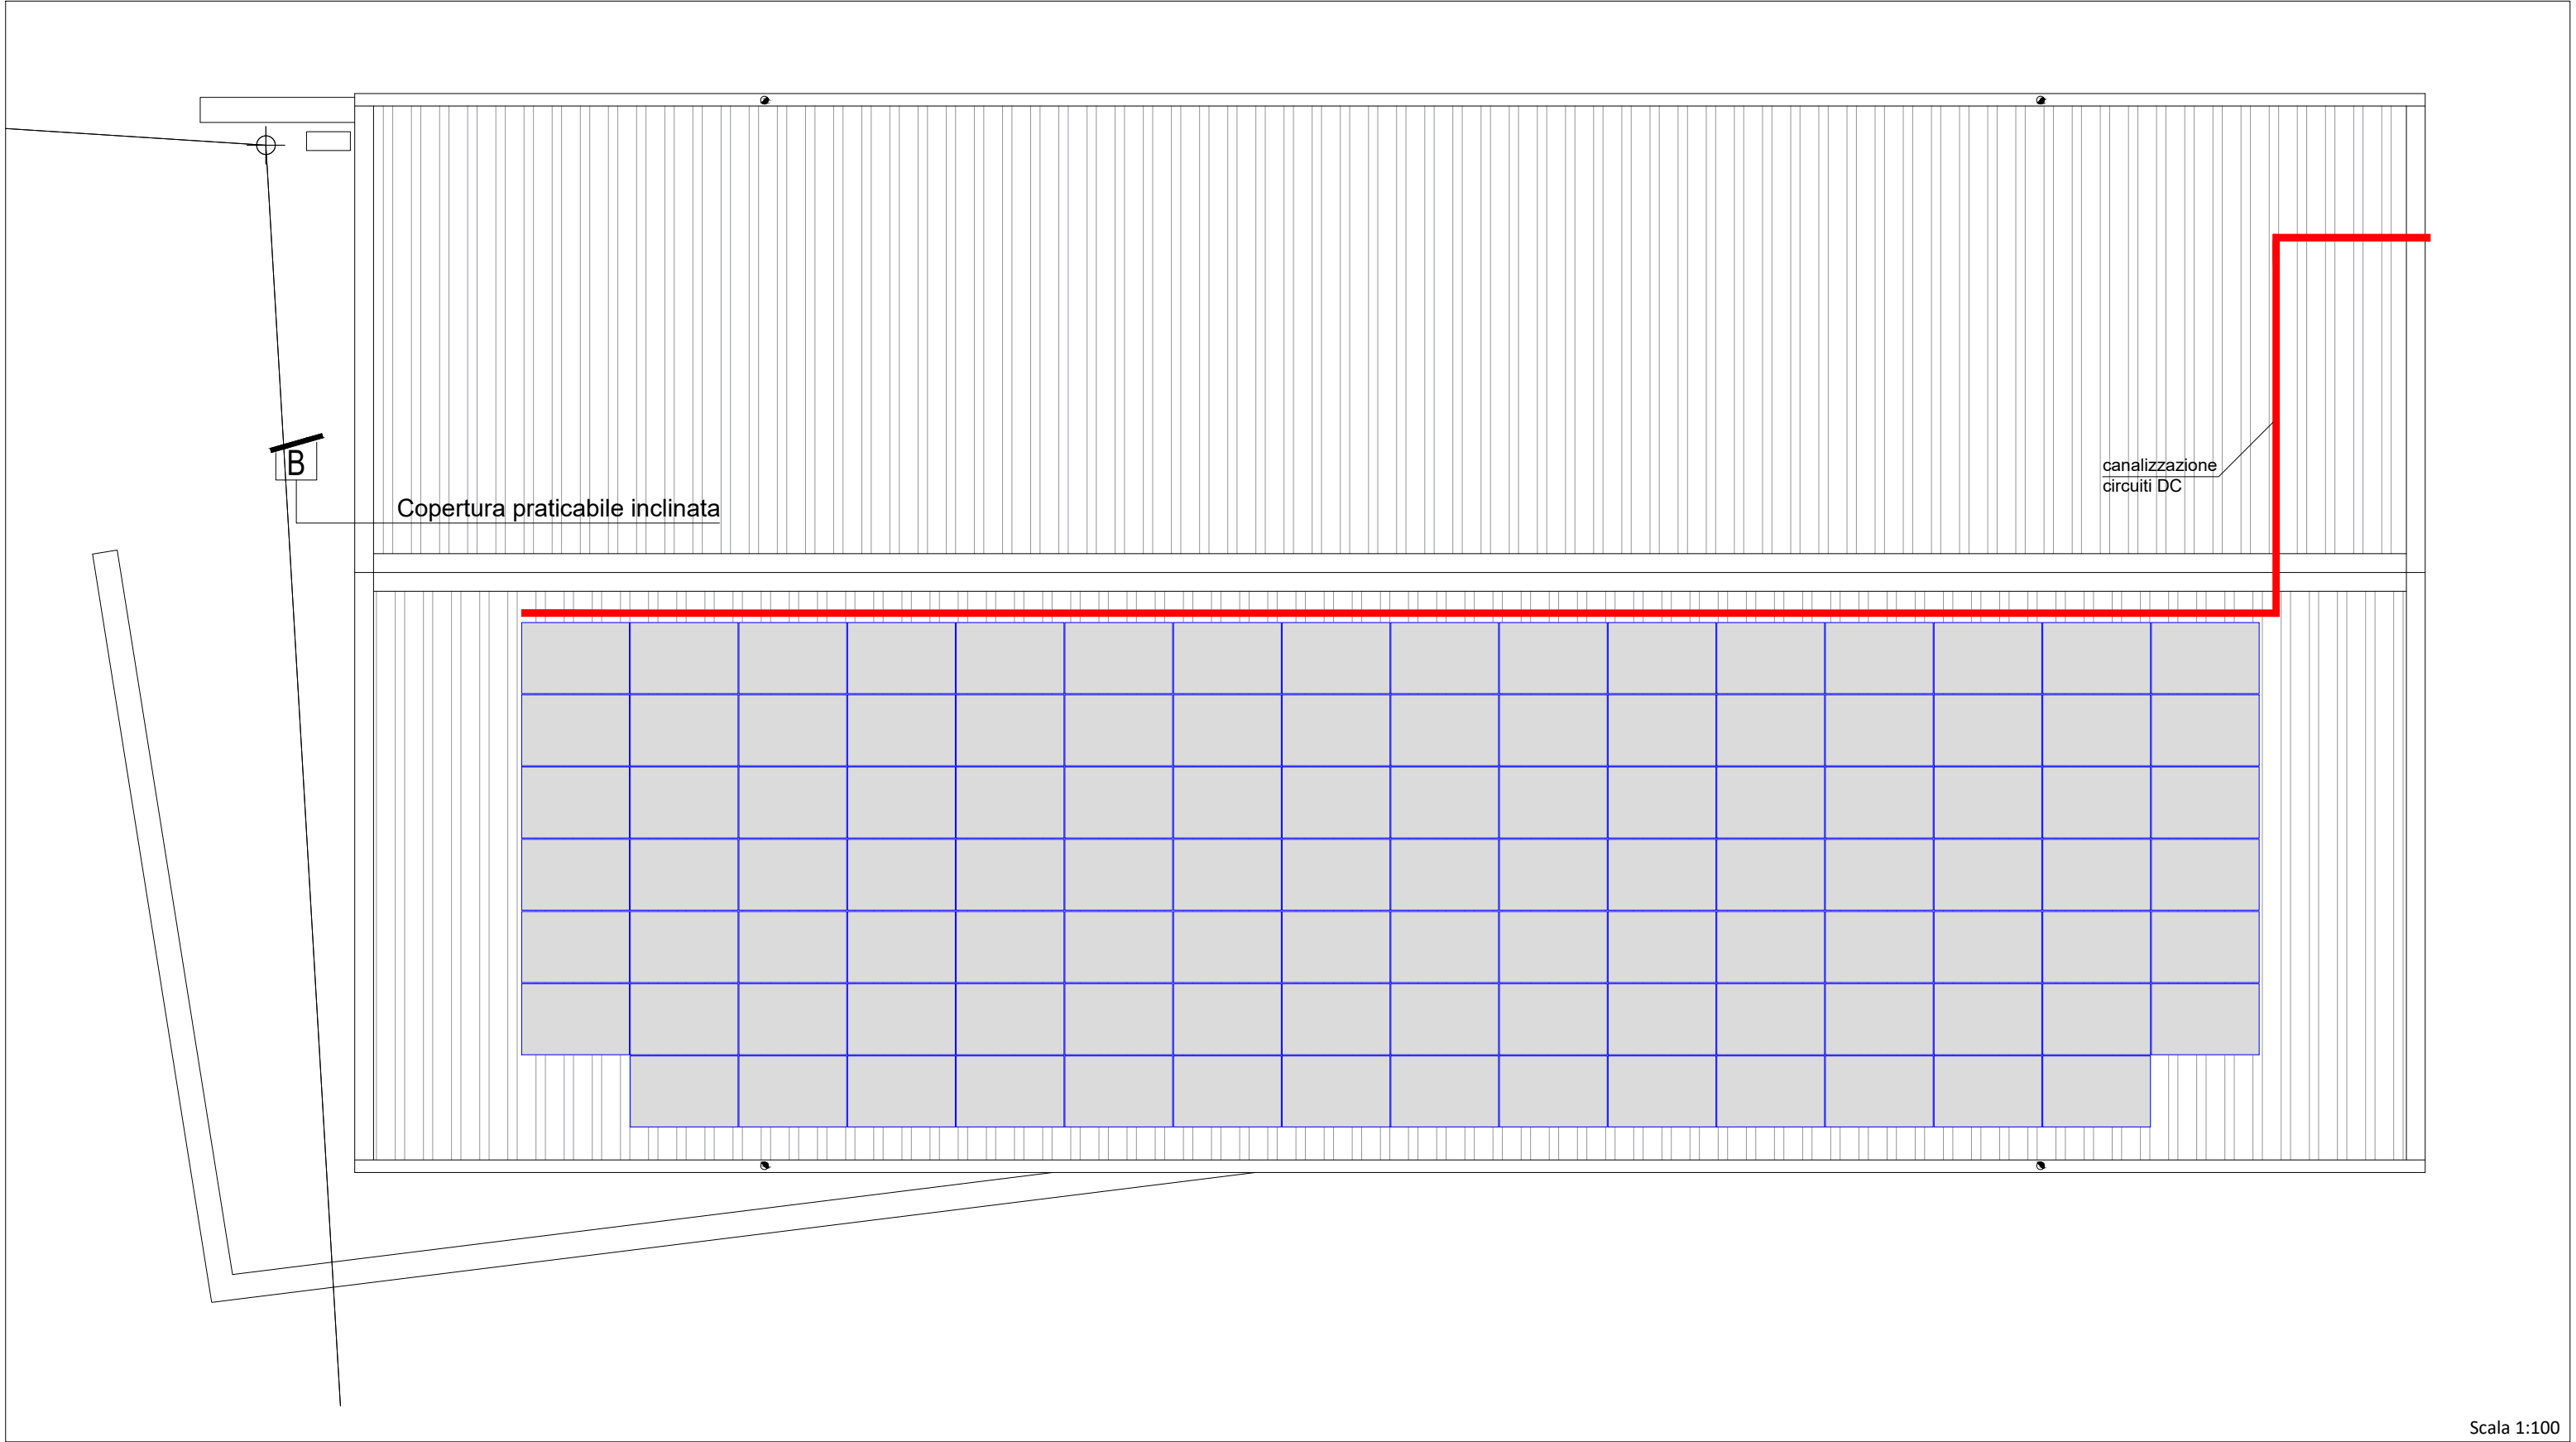 B
Copertura praticabile inclinata
canalizzazione
circuiti DC
Scala 1:100